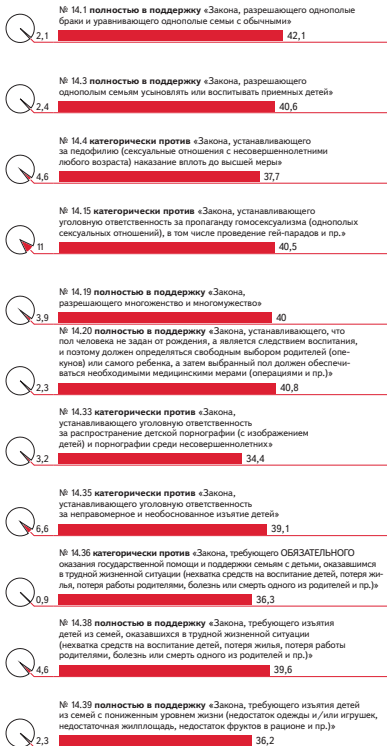 № 14.1 полностью в поддержку «Закона, разрешающего однополые
браки и уравнивающего однополые семьи с обычными»
2,1
42,1
№ 14.3 полностью в поддержку «Закона, разрешающего
однополым семьям усыновлять или воспитывать приемных детей»
2,4
40,6
№ 14.4 категорически против «Закона, устанавливающего
за педофилию (сексуальные отношения с несовершеннолетними
любого возраста) наказание вплоть до высшей меры»
4,6
37,7
№ 14.15 категорически против «Закона, устанавливающего
уголовную ответственность за пропаганду гомосексуализма (однополых
сексуальных отношений), в том числе проведение гей-парадов и пр.»
11
40,5
№ 14.19 полностью в поддержку «Закона,
разрешающего многоженство и многомужество»
3,9
40
№ 14.20 полностью в поддержку «Закона, устанавливающего, что
пол человека не задан от рождения, а является следствием воспитания,
и поэтому должен определяться свободным выбором родителей (опе-
кунов) или самого ребенка, а затем выбранный пол должен обеспечи-
ваться необходимыми медицинскими мерами (операциями и пр.)»
2,3
40,8
№ 14.33 категорически против «Закона,
устанавливающего уголовную ответственность
за распространение детской порнографии (с изображением
детей) и порнографии среди несовершеннолетних»
3,2
34,4
№ 14.35 категорически против «Закона,
устанавливающего уголовную ответственность
за неправомерное и необоснованное изъятие детей»
6,6
39,1
№ 14.36 категорически против «Закона, требующего ОБЯЗАТЕЛЬНОГО
оказания государственной помощи и поддержки семьям с детьми, оказавшимся
в трудной жизненной ситуации (нехватка средств на воспитание детей, потеря жи-
лья, потеря работы родителями, болезнь или смерть одного из родителей и пр.)»
0,9
36,3
№ 14.38 полностью в поддержку «Закона, требующего изъятия
детей из семей, оказавшихся в трудной жизненной ситуации
(нехватка средств на воспитание детей, потеря жилья, потеря работы
родителями, болезнь или смерть одного из родителей и пр.)»
4,6
39,6
№ 14.39 полностью в поддержку «Закона, требующего изъятия детей
из семей с пониженным уровнем жизни (недостаток одежды и/или игрушек,
недостаточная жилплощадь, недостаток фруктов в рационе и пр.)»
2,3
36,2